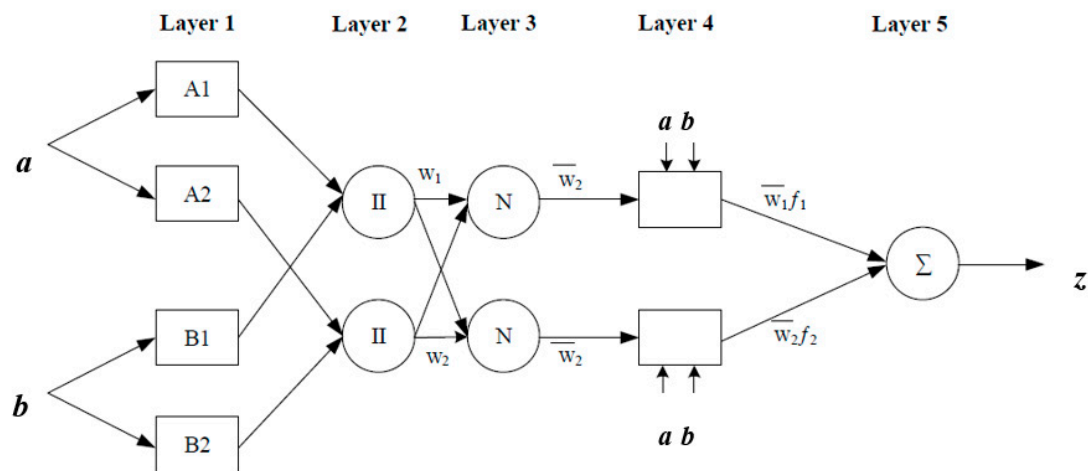 Layer 1 Layer 2 Layer 3 Layer 4 Layer 5
A1
a b
a
A2
w₁
w̅₂
II
N
w̅₁f₁
Σ
z
B1
II
w₂
N
w̅₂
w̅₂f₂
b
B2
a b